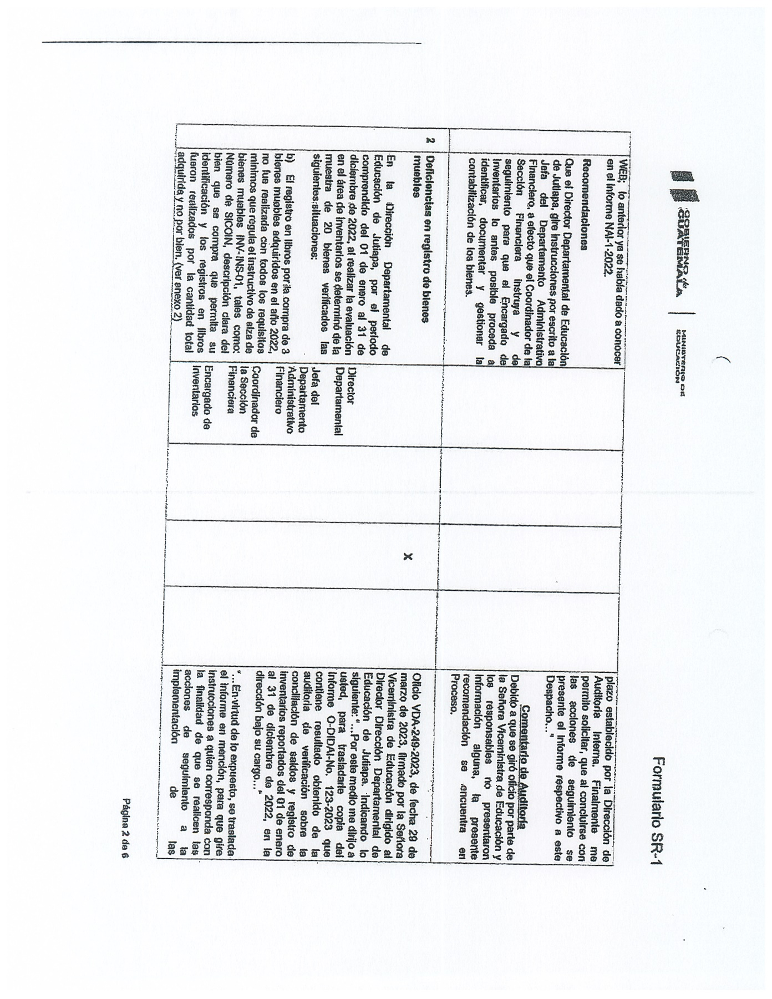 GOBIERNO de
GUATEMALA
MINISTERIO DE
EDUCACIÓN
Formulario SR-1
WEB, lo anterior ya se había dado a conocer
en el informe NAI-1-2022.
Recomendaciones
Que el Director Departamental de Educación
de Jutiapa, gire instrucciones por escrito a la
Jefa del Departamento Administrativo
Financiero, a efecto que el Coordinador de la
Sección Financiera instruya y de
seguimiento para que el Encargado de
Inventarios lo antes posible proceda a
identificar, documentar y gestionar la
contabilización de los bienes.
plazo establecido por la Dirección de
Auditoría Interna. Finalmente me
permito solicitar, que al concluirse con
las acciones de seguimiento se
presente el informe respectivo a este
Despacho..."
Comentario de Auditoría
Debido a que se giró oficio por parte de
la Señora Viceministra de Educación y
los responsables no presentaron
información alguna, la presente
recomendación se encuentra en
Proceso.
2
Deficiencias en registro de bienes
muebles
En la Dirección Departamental de
Educación de Jutiapa, por el período
comprendido del 01 de enero al 31 de
diciembre de 2022, al realizar la evaluación
en el área de inventarios se determinó de la
muestra de 20 bienes verificados las
siguientes situaciones:
b) El registro en libros por la compra de 3
bienes muebles adquiridos en el año 2022,
no fue realizada con todos los requisitos
mínimos que regula el instructivo de alza de
bienes muebles INV-INS-01, tales como:
Número de SICOIN, descripción clara del
bien que se compra que permita su
identificación y los registros en libros
fueron realizados por la cantidad total
adquirida y no por bien. (ver anexo 2)
Director
Departamental
Jefa del
Departamento
Administrativo
Financiero
Coordinador de
la Sección
Financiera
Encargado de
Inventarios
X
Oficio VDA-249-2023, de fecha 29 de
marzo de 2023, firmado por la Señora
Viceministra de Educación dirigido al
Director Dirección Departamental de
Educación de Jutiapa. Indicando lo
siguiente:"...Por este medio me dirijo a
usted, para trasladarle copia del
Informe O-DIDAI-No. 123-2023 que
contiene resultado obtenido de la
auditoría de verificación sobre la
conciliación de saldos y registro de
inventarios reportados del 01 de enero
al 31 de diciembre de 2022, en la
dirección bajo su cargo..."
"...En virtud de lo expuesto, se traslada
el informe en mención, para que gire
instrucciones a quien corresponda con
la finalidad de que se realicen las
acciones de seguimiento a la
implementación de las
Página 2 de 6